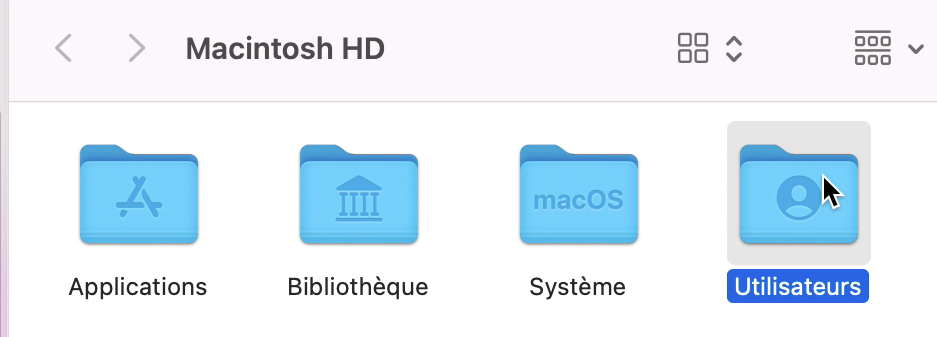 Macintosh HD
macOS
Applications
Bibliothèque
Système
Utilisateurs